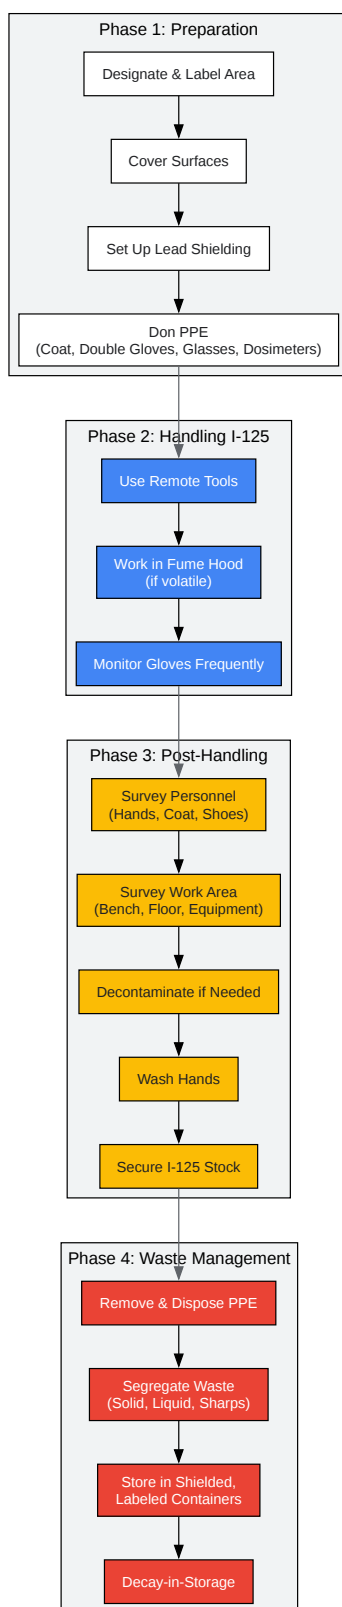 Phase 1: Preparation
Designate & Label Area
Cover Surfaces
Set Up Lead Shielding
Don PPE
(Coat, Double Gloves, Glasses, Dosimeters)
Phase 2: Handling I-125
Use Remote Tools
Work in Fume Hood
(if volatile)
Monitor Gloves Frequently
Phase 3: Post-Handling
Survey Personnel
(Hands, Coat, Shoes)
Survey Work Area
(Bench, Floor, Equipment)
Decontaminate if Needed
Wash Hands
Secure I-125 Stock
Phase 4: Waste Management
Remove & Dispose PPE
Segregate Waste
(Solid, Liquid, Sharps)
Store in Shielded,
Labeled Containers
Decay-in-Storage